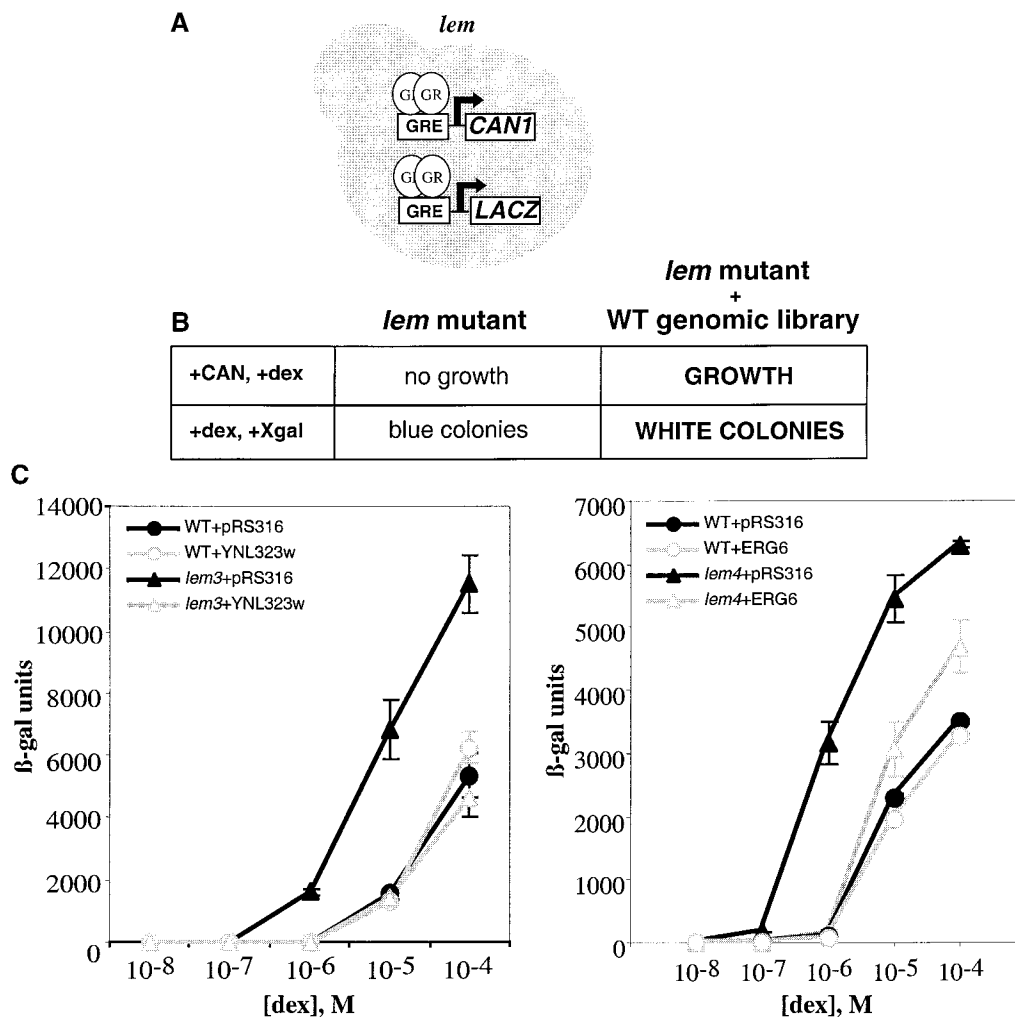 A
lem
GR
GRE
CAN1
GR
GRE
LACZ
B
lem mutant
lem mutant
+
WT genomic library
+CAN, +dex
no growth
GROWTH
+dex, +Xgal
blue colonies
WHITE COLONIES
C
14000
12000
10000
8000
6000
4000
2000
0
ß-gal units
WT+pRS316
WT+YNL323w
lem3+pRS316
lem3+YNL323w
10-8 10-7 10-6 10-5 10-4
[dex], M
7000
6000
5000
4000
3000
2000
1000
0
ß-gal units
WT+pRS316
WT+ERG6
lem4+pRS316
lem4+ERG6
10-8 10-7 10-6 10-5 10-4
[dex], M